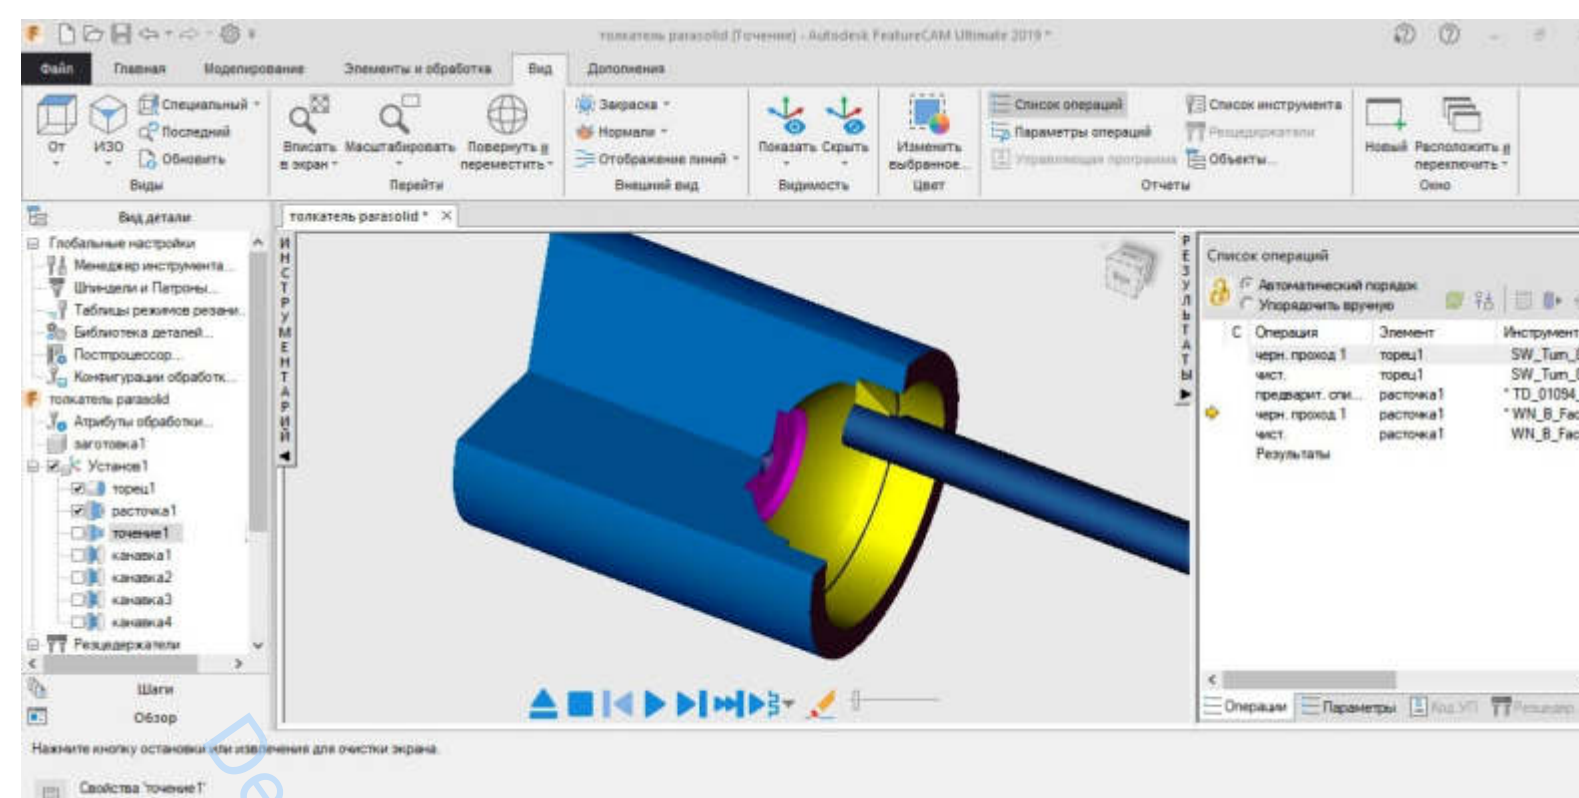 толкатель parasolid (Точение) - Autodesk FeatureCAM Ultimate 2019 *
Файл Главная Моделирование Элементы и обработка Вид Дополнения
Специальный
Последний
Обновить
От ИЗО
Виды
Вписать в экран
Масштабировать
Повернуть и переместить
Перейти
Закраска
Нормали
Отображение линий
Внешний вид
Показать Скрыть
Видимость
Изменить выбранное...
Цвет
Список операций
Параметры операций
Управляющая программа
Список инструмента
Резцедержатели
Объекты...
Отчеты
Новый
Расположить и переключить
Окно
Вид детали
толкатель parasolid * ×
Глобальные настройки
Менеджер инструмента...
Шпиндели и Патроны...
Таблицы режимов резани...
Библиотека деталей...
Постпроцессор...
Конфигурации обработк...
толкатель parasolid
Атрибуты обработки...
заготовка1
Установ1
торец1
расточка1
точение1
канавка1
канавка2
канавка3
канавка4
Резцедержатели
Шаги
Обзор
ИНСТРУМЕНТАРИЙ
РЕЗУЛЬТАТЫ
Список операций
Автоматический порядок
Упорядочить вручную
С Операция Элемент Инструмент
черн. проход 1 торец1 SW_Turn_
чист. торец1 SW_Turn_
предварит. спи... расточка1 * TD_01094_
черн. проход 1 расточка1 * WN_B_Fac
чист. расточка1 WN_B_Fac
Результаты
Операции Параметры Код УП
Нажмите кнопку остановки или извлечения для очистки экрана.
Свойства 'точение1'
De